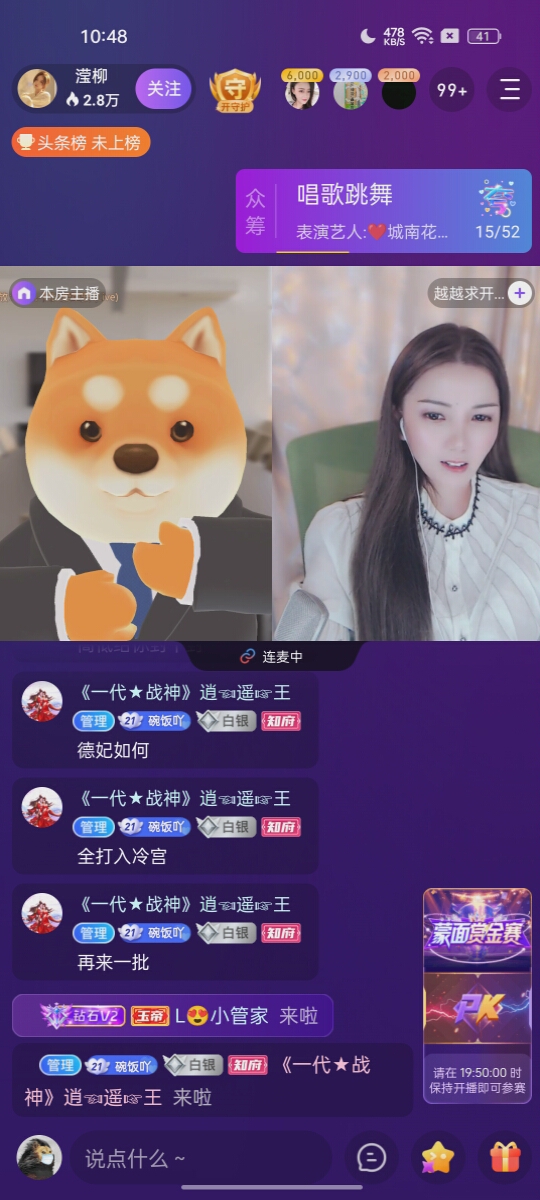 10:48
478
KB/S
41
滢柳
2.8万
关注
守
开守护
6,000
2,900
2,000
99+
头条榜 未上榜
众
筹
唱歌跳舞
表演艺人:❤️城南花...
15/52
本房主播
越越求开...
连麦中
《一代★战神》逍☜遥☞王
管理 21 碗饭吖 白银 知府
德妃如何
《一代★战神》逍☜遥☞王
管理 21 碗饭吖 白银 知府
全打入冷宫
《一代★战神》逍☜遥☞王
管理 21 碗饭吖 白银 知府
再来一批
钻石V2 玉帝 L😍小管家 来啦
管理 21 碗饭吖 白银 知府 《一代★战
神》逍☜遥☞王 来啦
蒙面赏金赛
PK
请在 19:50:00 时
保持开播即可参赛
说点什么 ~